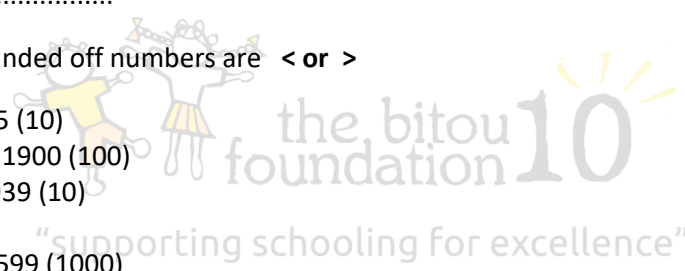 .................
nded off numbers are < or >
5 (10)
1900 (100)
39 (10)
the bitou 10
foundation
“supporting schooling for excellence”
599 (1000)